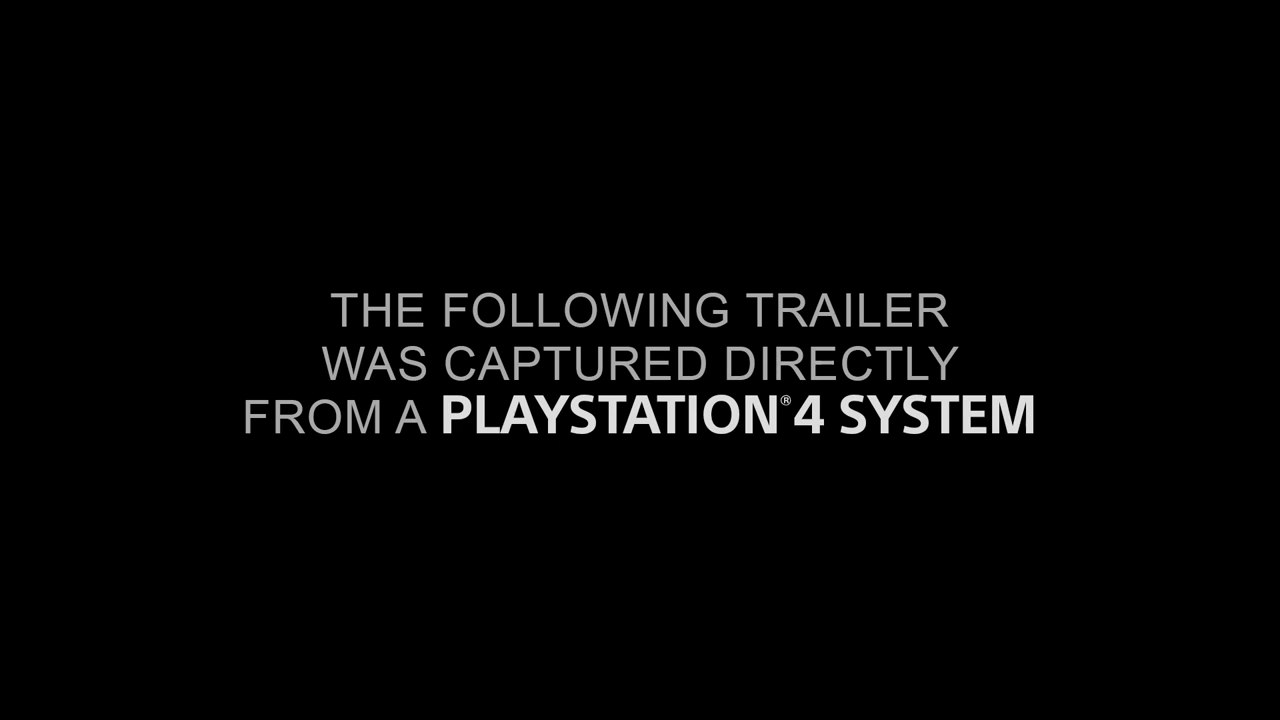 THE FOLLOWING TRAILER
WAS CAPTURED DIRECTLY
FROM A PLAYSTATION®4 SYSTEM